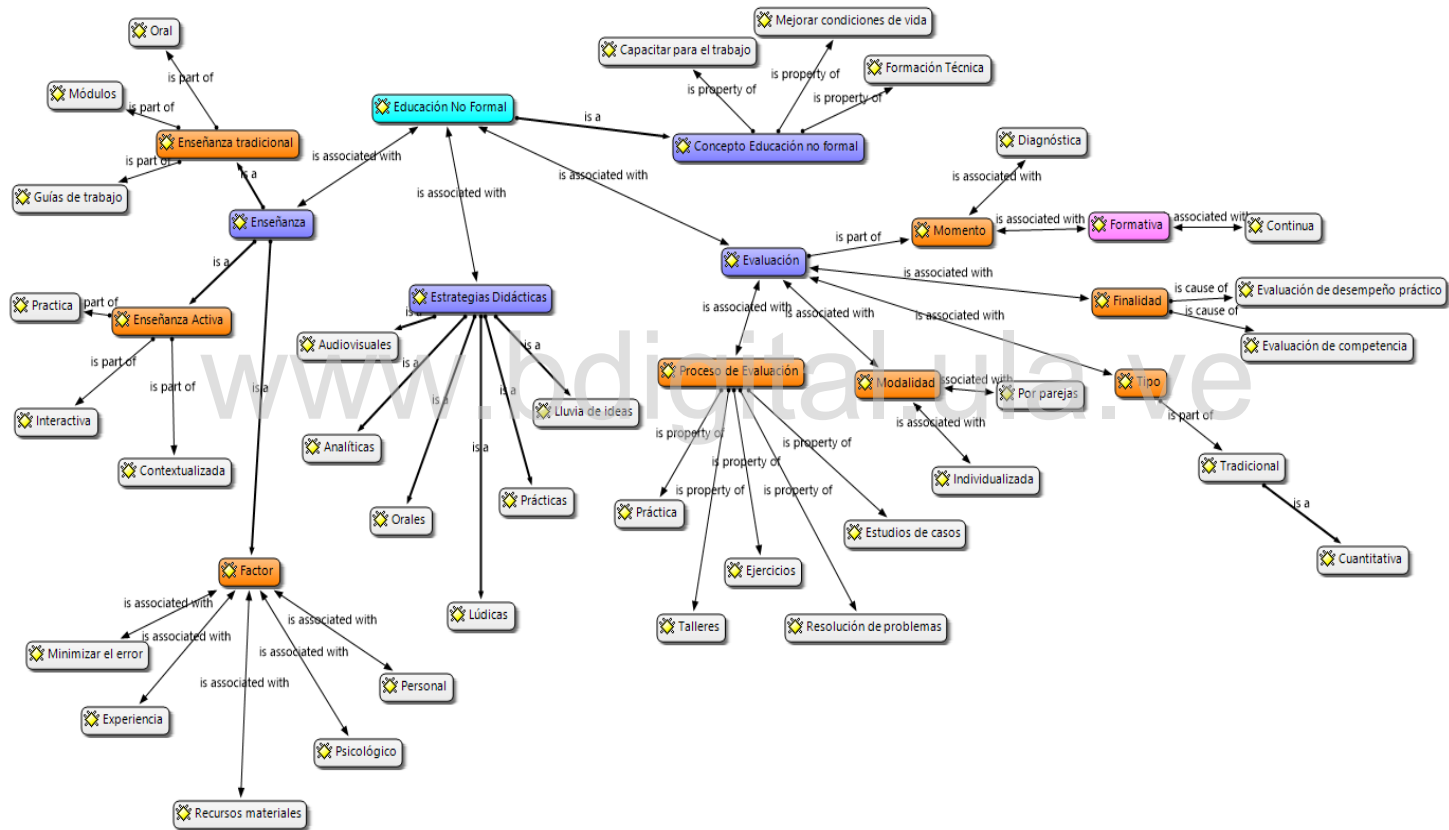 Oral
Mejorar condiciones de vida
Capacitar para el trabajo
is part of
is property of
Formación Técnica
Módulos
is property of
is property of
Educación No Formal
is part of
is a
Enseñanza tradicional
Concepto Educación no formal
Diagnóstica
is part of
is associated with
is a
is associated with
is associated with
is associated with
Guías de trabajo
Enseñanza
is associated with
associated with
Momento
Formativa
Continua
is part of
is a
Evaluación
is associated with
Estrategias Didácticas
Finalidad
is cause of
Evaluación de desempeño práctico
Practica
part of
Enseñanza Activa
is a
is associated with
is associated with
is associated with
is cause of
Audiovisuales
is a
Evaluación de competencia
is part of
is a
Proceso de Evaluación
Modalidad
associated with
Tipo
www.bdigital.ula.ve
is part of
is a
is a
is a
Por parejas
Lluvia de ideas
is part of
Interactiva
is associated with
is property of
is property of
Analíticas
is a
is property of
Tradicional
Contextualizada
Individualizada
is property of
is property of
Prácticas
is a
Práctica
Orales
Estudios de casos
Cuantitativa
Factor
Ejercicios
is associated with
Lúdicas
is associated with
is associated with
Talleres
Resolución de problemas
Minimizar el error
is associated with
is associated with
Personal
Experiencia
Psicológico
Recursos materiales